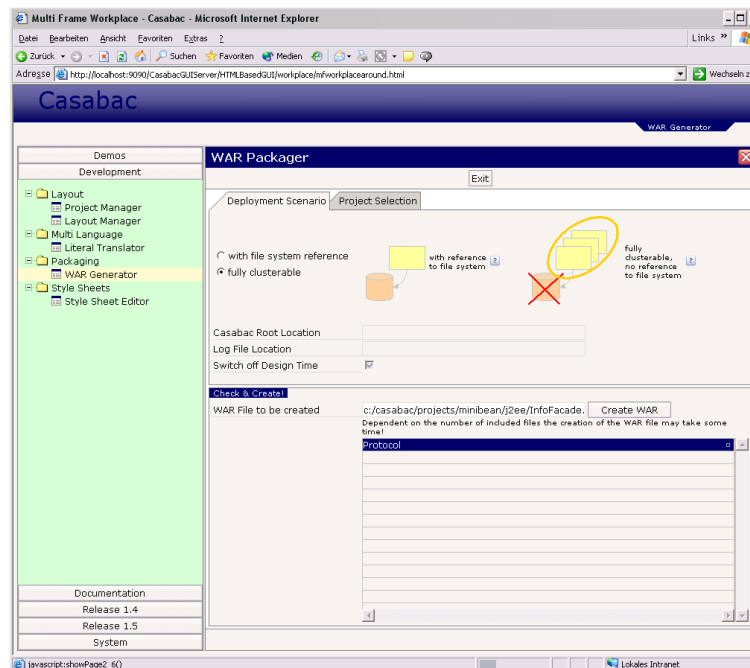 Multi Frame Workplace - Casabac - Microsoft Internet Explorer
Datei Bearbeiten Ansicht Favoriten Extras ?
Links »
Zurück Suchen Favoriten Medien
Adresse http://localhost:9090/CasabacGUIServer/HTMLBasedGUI/workplace/mfworkplacearound.html
Wechseln z
Casabac
WAR Generator
Demos
Development
Layout
Project Manager
Layout Manager
Multi Language
Literal Translator
Packaging
WAR Generator
Style Sheets
Style Sheet Editor
Documentation
Release 1.4
Release 1.5
System
WAR Packager
Exit
Deployment Scenario Project Selection
with file system reference
fully clusterable
with reference
to file system
?
fully
clusterable,
no reference
to file system
?
Casabac Root Location
Log File Location
Switch off Design Time
Check & Create!
WAR File to be created c:/casabac/projects/minibean/j2ee/InfoFacade. Create WAR
Dependent on the number of included files the creation of the WAR file may take some
time!
Protocol
javascript:showPage2_6()
Lokales Intranet